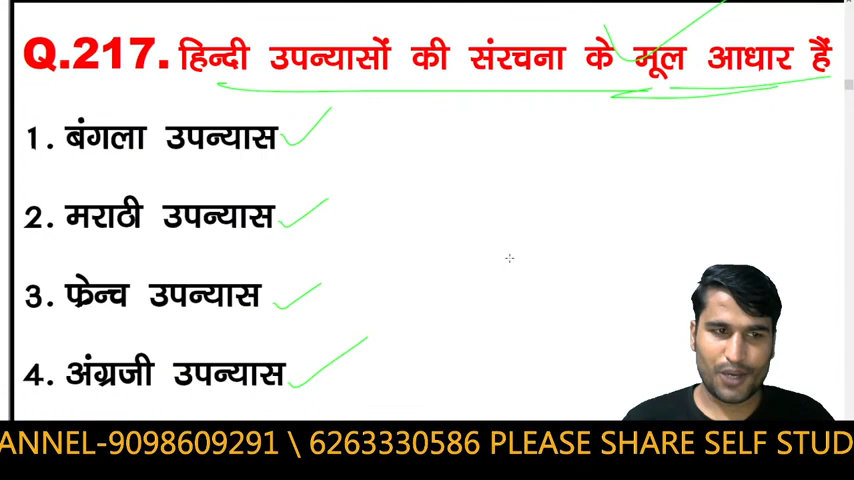 Q.217. हिन्दी उपन्यासों की संरचना के मूल आधार हैं
1. बंगला उपन्यास
2. मराठी उपन्यास
3. फ्रेन्च उपन्यास
4. अंग्रजी उपन्यास
ANNEL-9098609291 \ 6263330586 PLEASE SHARE SELF STUD